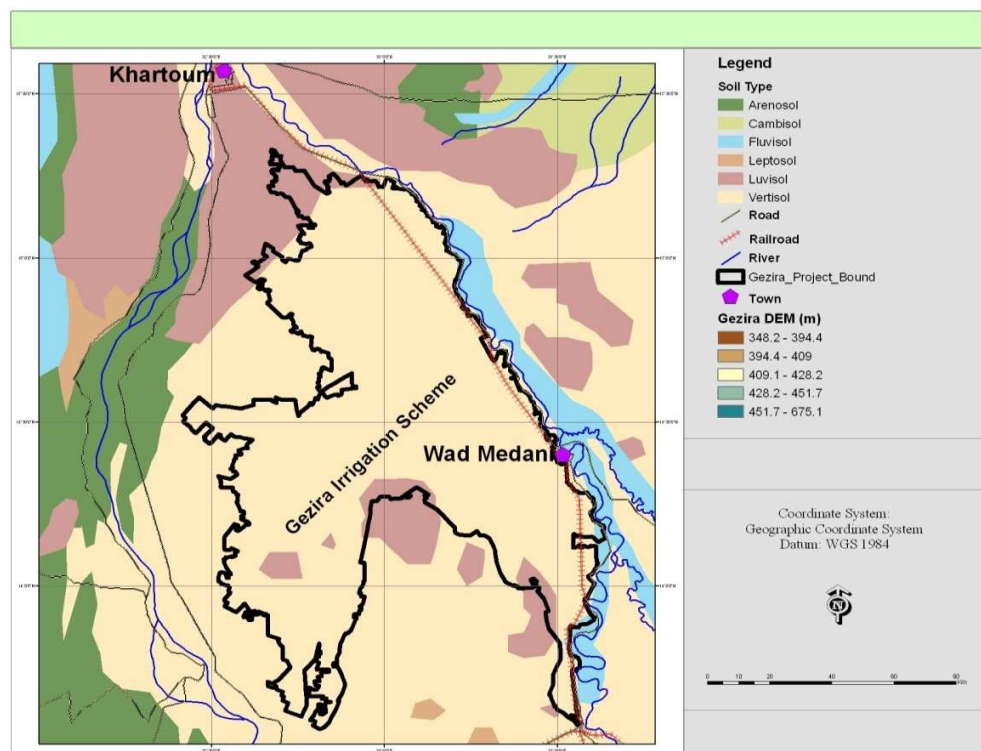 Khartoum
Gezira Irrigation Scheme
Wad Medani
Legend
Soil Type
Arenosol
Cambisol
Fluvisol
Leptosol
Luvisol
Vertisol
Road
Railroad
River
Gezira_Project_Bound
Town
Gezira DEM (m)
348.2 - 394.4
394.4 - 409
409.1 - 428.2
428.2 - 451.7
451.7 - 675.1
Coordinate System:
Geographic Coordinate System
Datum: WGS 1984
N
0 10 20 40 60 80
Km